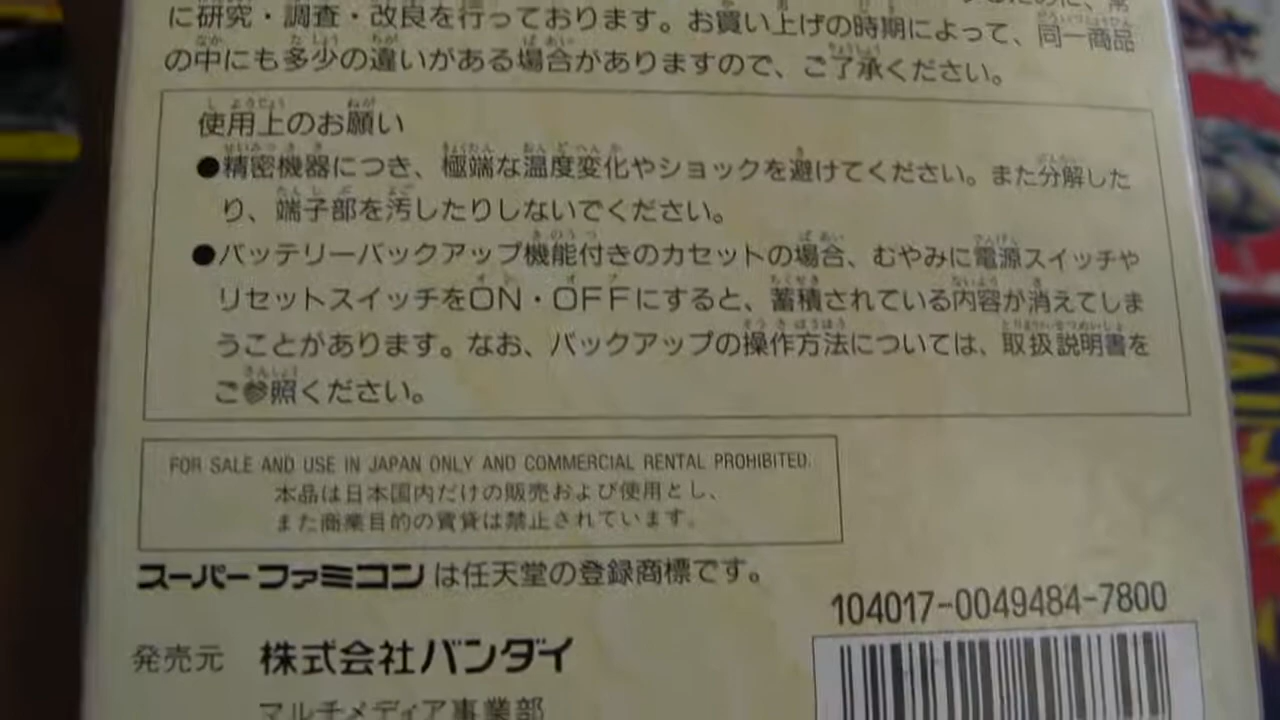 に研究・調査・改良を行っております。お買い上げの時期によって、同一商品
の中にも多少の違いがある場合がありますので、ご了承ください。
使用上のお願い
●精密機器につき、極端な温度変化やショックを避けてください。また分解した
り、端子部を汚したりしないでください。
●バッテリーバックアップ機能付きのカセットの場合、むやみに電源スイッチや
リセットスイッチをON・OFFにすると、蓄積されている内容が消えてしま
うことがあります。なお、バックアップの操作方法については、取扱説明書を
ご参照ください。
FOR SALE AND USE IN JAPAN ONLY AND COMMERCIAL RENTAL PROHIBITED.
本品は日本国内だけの販売および使用とし、
また商業目的の賃貸は禁止されています。
スーパーファミコンは任天堂の登録商標です。
104017-0049484-7800
発売元 株式会社バンダイ
マルチメディア事業部